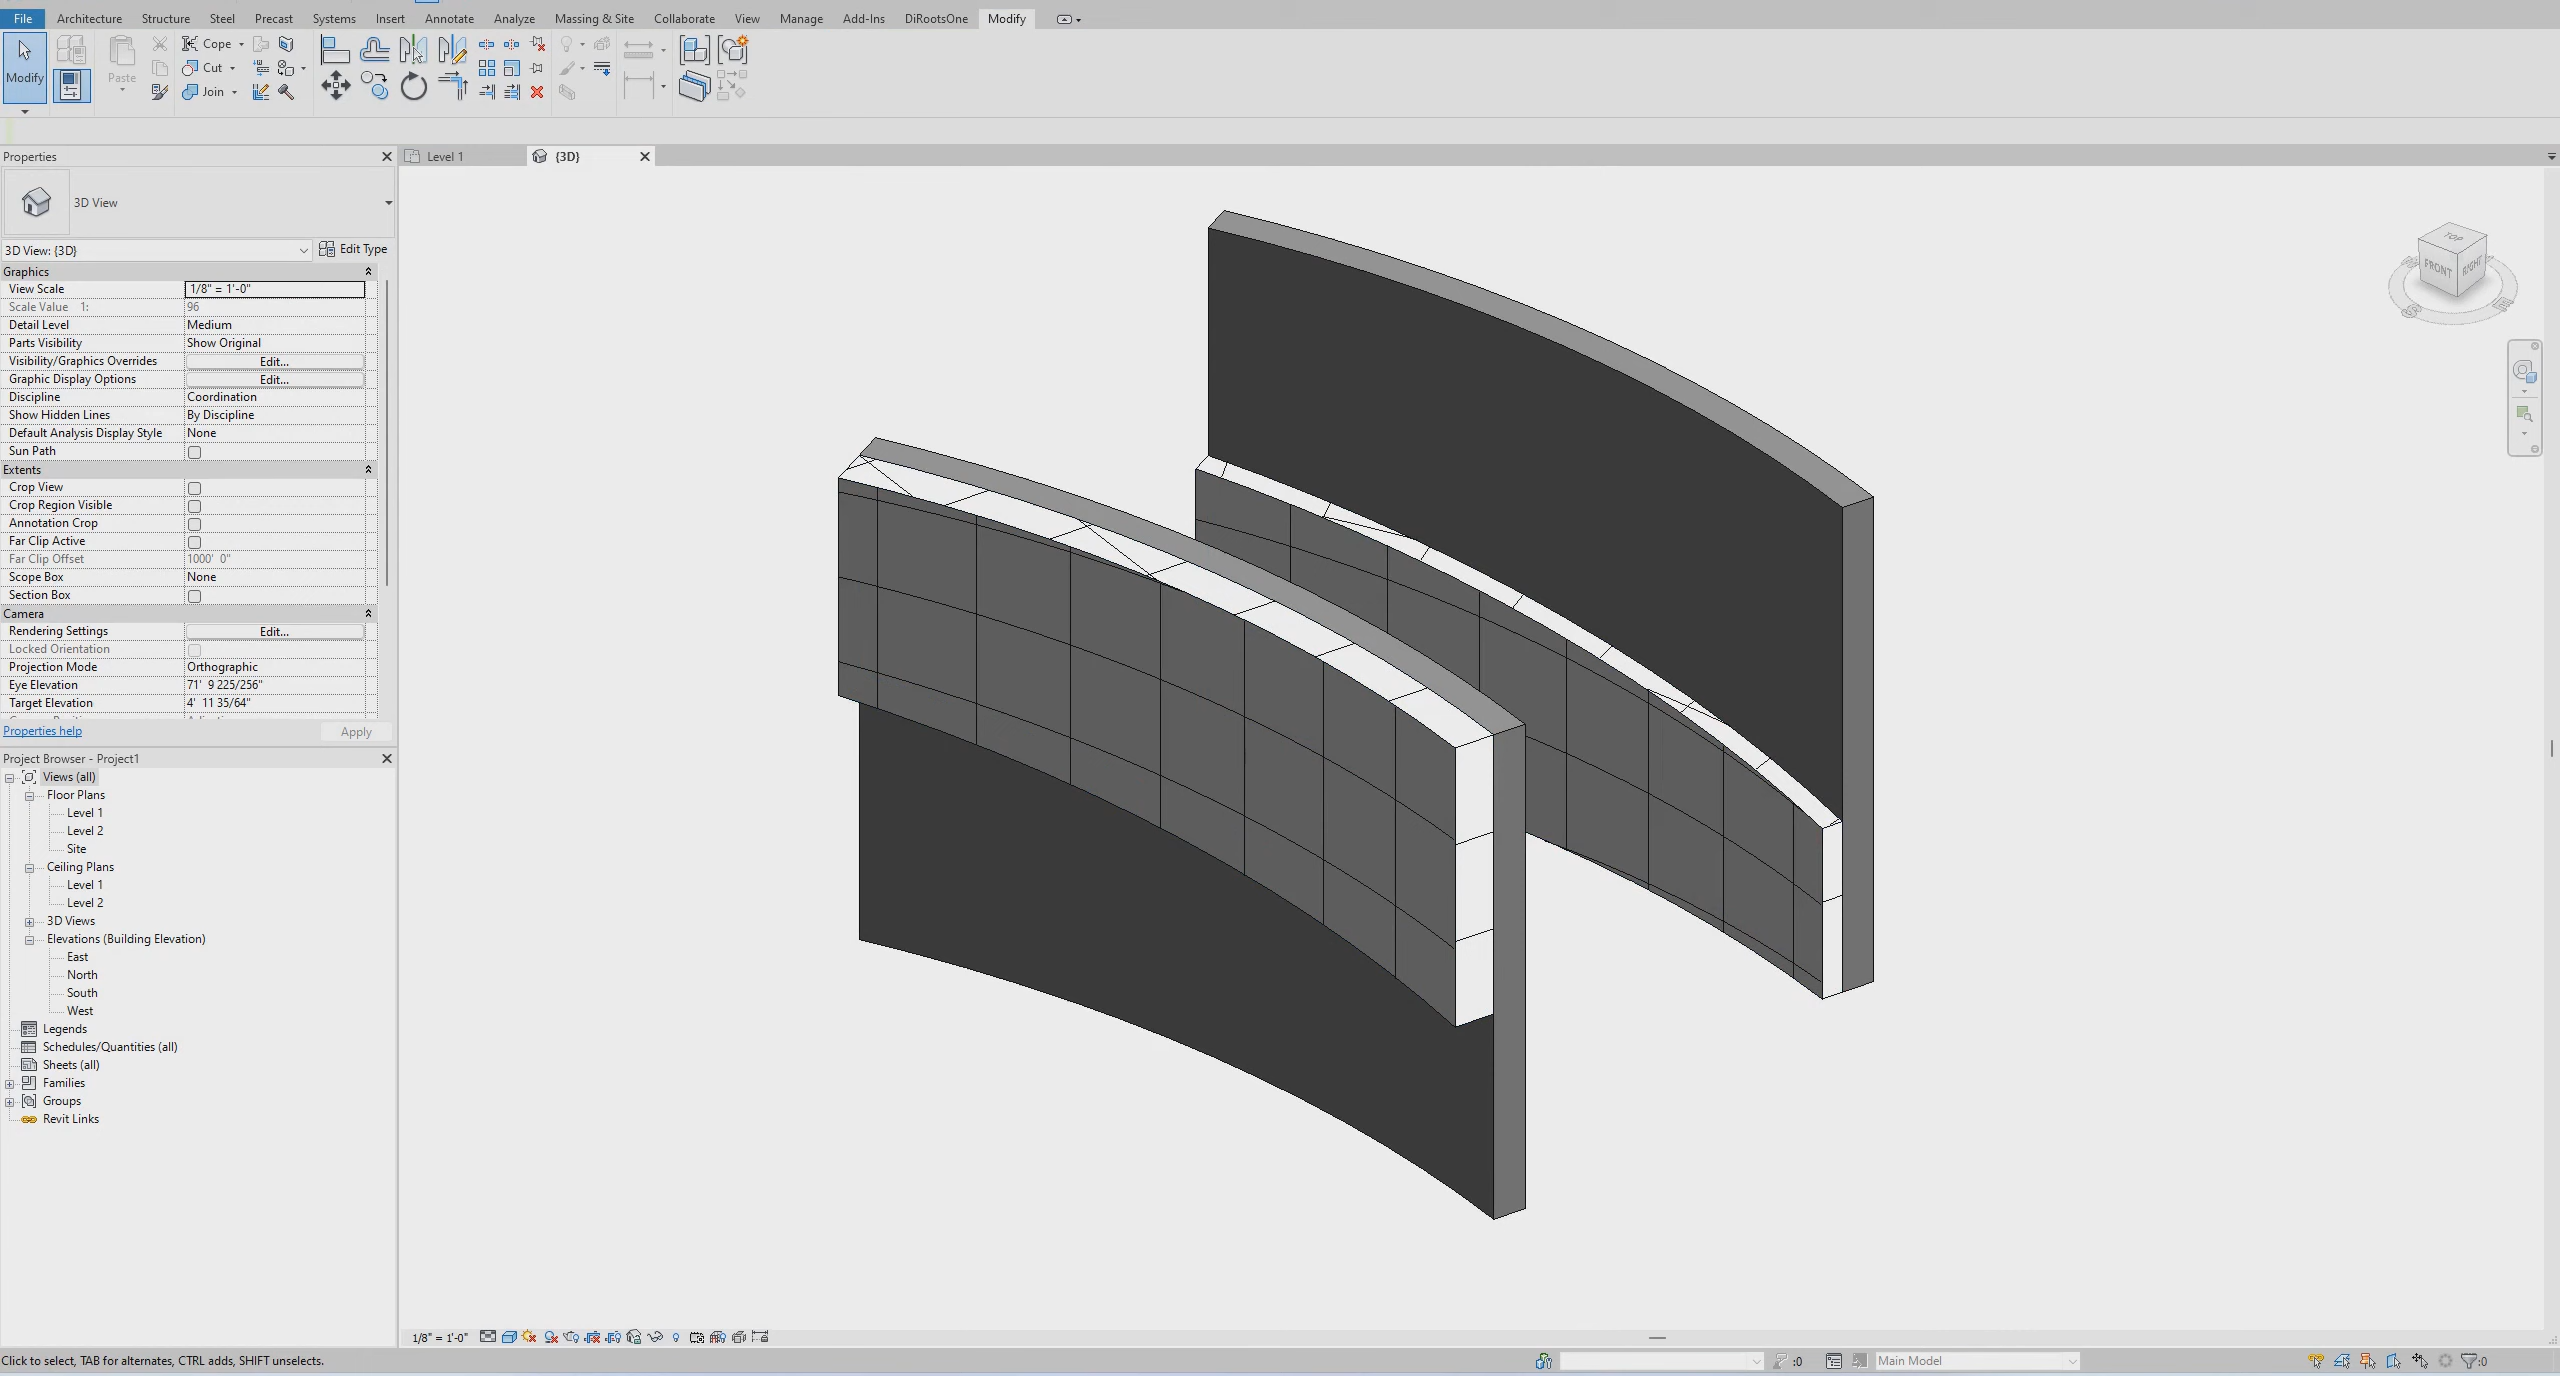 File Architecture Structure Steel Precast Systems Insert Annotate Analyze Massing & Site Collaborate View Manage Add-Ins DiRootsOne Modify
Cope
Cut
Join
Modify
Paste
Properties
Level 1
{3D}
3D View
3D View: {3D}
Edit Type
Graphics
View Scale 1/8" = 1'-0"
Scale Value 1: 96
Detail Level Medium
Parts Visibility Show Original
Visibility/Graphics Overrides Edit...
Graphic Display Options Edit...
Discipline Coordination
Show Hidden Lines By Discipline
Default Analysis Display Style None
Sun Path
Extents
Crop View
Crop Region Visible
Annotation Crop
Far Clip Active
Far Clip Offset 1000' 0"
Scope Box None
Section Box
Camera
Rendering Settings Edit...
Locked Orientation
Projection Mode Orthographic
Eye Elevation 71' 9 225/256"
Target Elevation 4' 11 35/64"
Properties help
Apply
Project Browser - Project1
Views (all)
Floor Plans
Level 1
Level 2
Site
Ceiling Plans
Level 1
Level 2
3D Views
Elevations (Building Elevation)
East
North
South
West
Legends
Schedules/Quantities (all)
Sheets (all)
Families
Groups
Revit Links
TOP
FRONT
RIGHT
S
E
1/8" = 1'-0"
Click to select, TAB for alternates, CTRL adds, SHIFT unselects.
:0
Main Model
:0